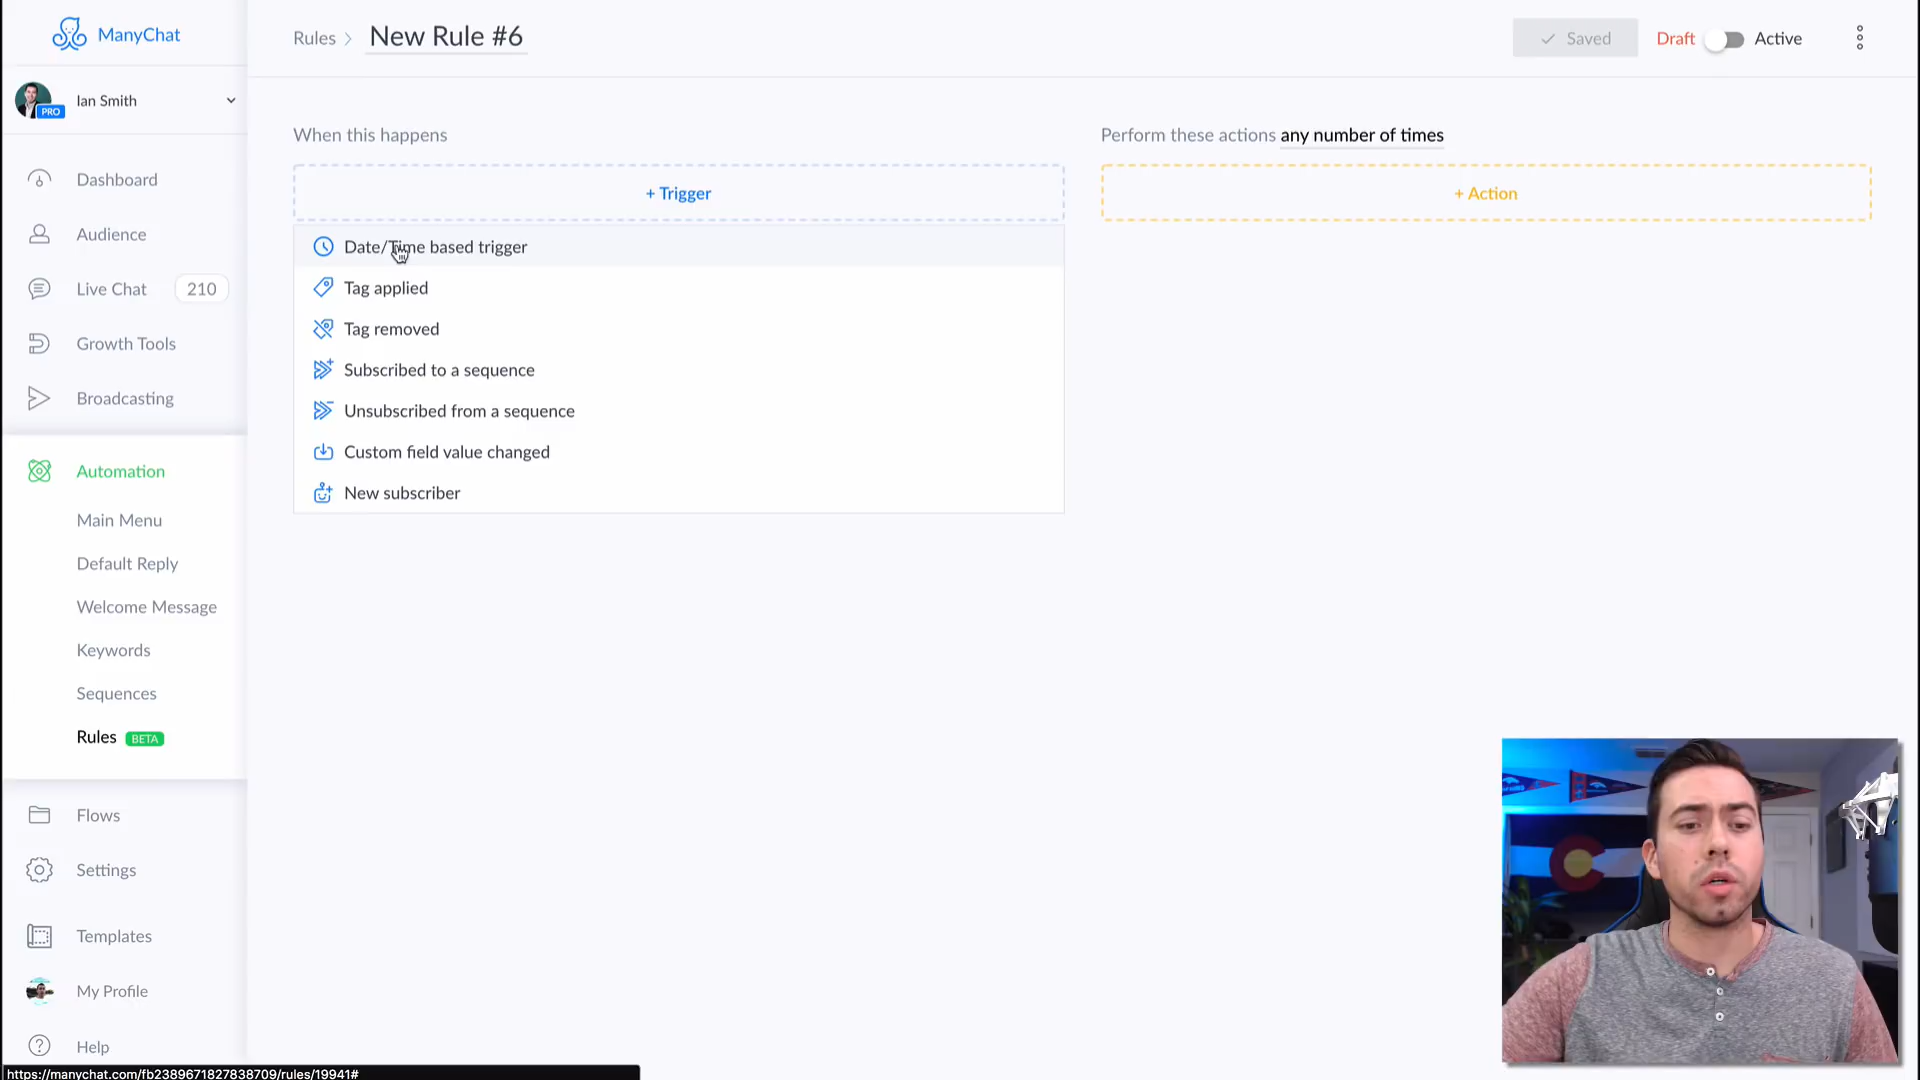 ManyChat
Rules > New Rule #6
Saved
Draft
Active
PRO
Ian Smith
Dashboard
Audience
Live Chat 210
Growth Tools
Broadcasting
Automation
Main Menu
Default Reply
Welcome Message
Keywords
Sequences
Rules BETA
Flows
Settings
Templates
My Profile
Help
When this happens
+ Trigger
Date/Time based trigger
Tag applied
Tag removed
Subscribed to a sequence
Unsubscribed from a sequence
Custom field value changed
New subscriber
Perform these actions any number of times
+ Action
https://manychat.com/fb2389671827838709/rules/19941#